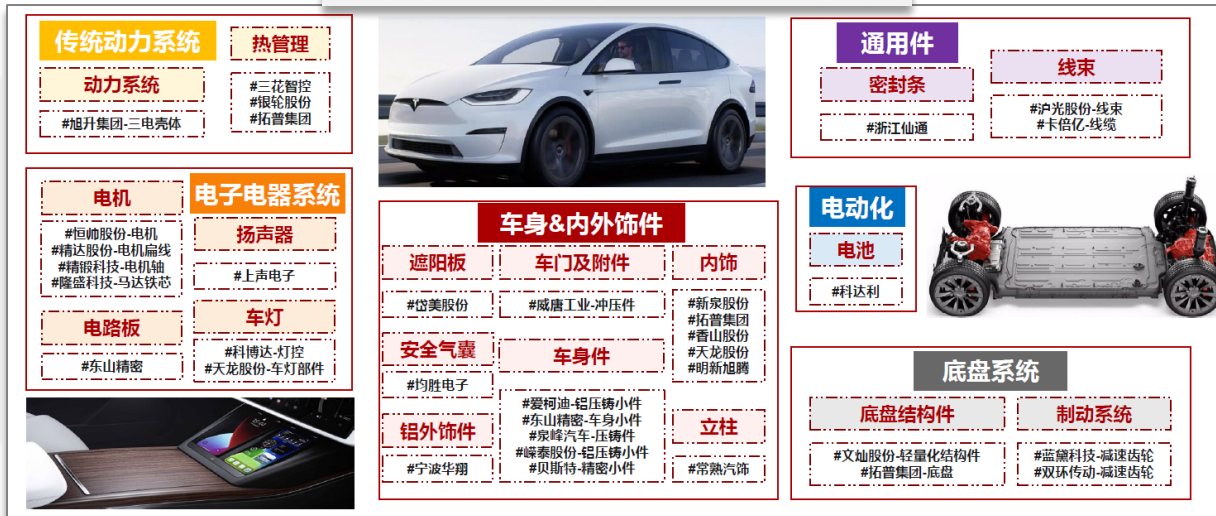 传统动力系统
热管理
动力系统
#三花智控
#银轮股份
#拓普集团
#旭升集团-三电壳体
电机
电子电器系统
#恒帅股份-电机
#精达股份-电机扁线
#精锻科技-电机轴
#隆盛科技-马达铁芯
扬声器
#上声电子
电路板
#东山精密
车灯
#科博达-灯控
#天龙股份-车灯部件
车身&内外饰件
遮阳板
#岱美股份
安全气囊
#均胜电子
铝外饰件
#宁波华翔
车门及附件
#威唐工业-冲压件
车身件
#爱柯迪-铝压铸小件
#东山精密-车身小件
#泉峰汽车-压铸件
#嵘泰股份-铝压铸小件
#贝斯特-精密小件
内饰
#新泉股份
#拓普集团
#香山股份
#天龙股份
#明新旭腾
立柱
#常熟汽饰
通用件
密封条
#浙江仙通
线束
#沪光股份-线束
#卡倍亿-线缆
电动化
电池
#科达利
底盘系统
底盘结构件
#文灿股份-轻量化结构件
#拓普集团-底盘
制动系统
#蓝黛科技-减速齿轮
#双环传动-减速齿轮